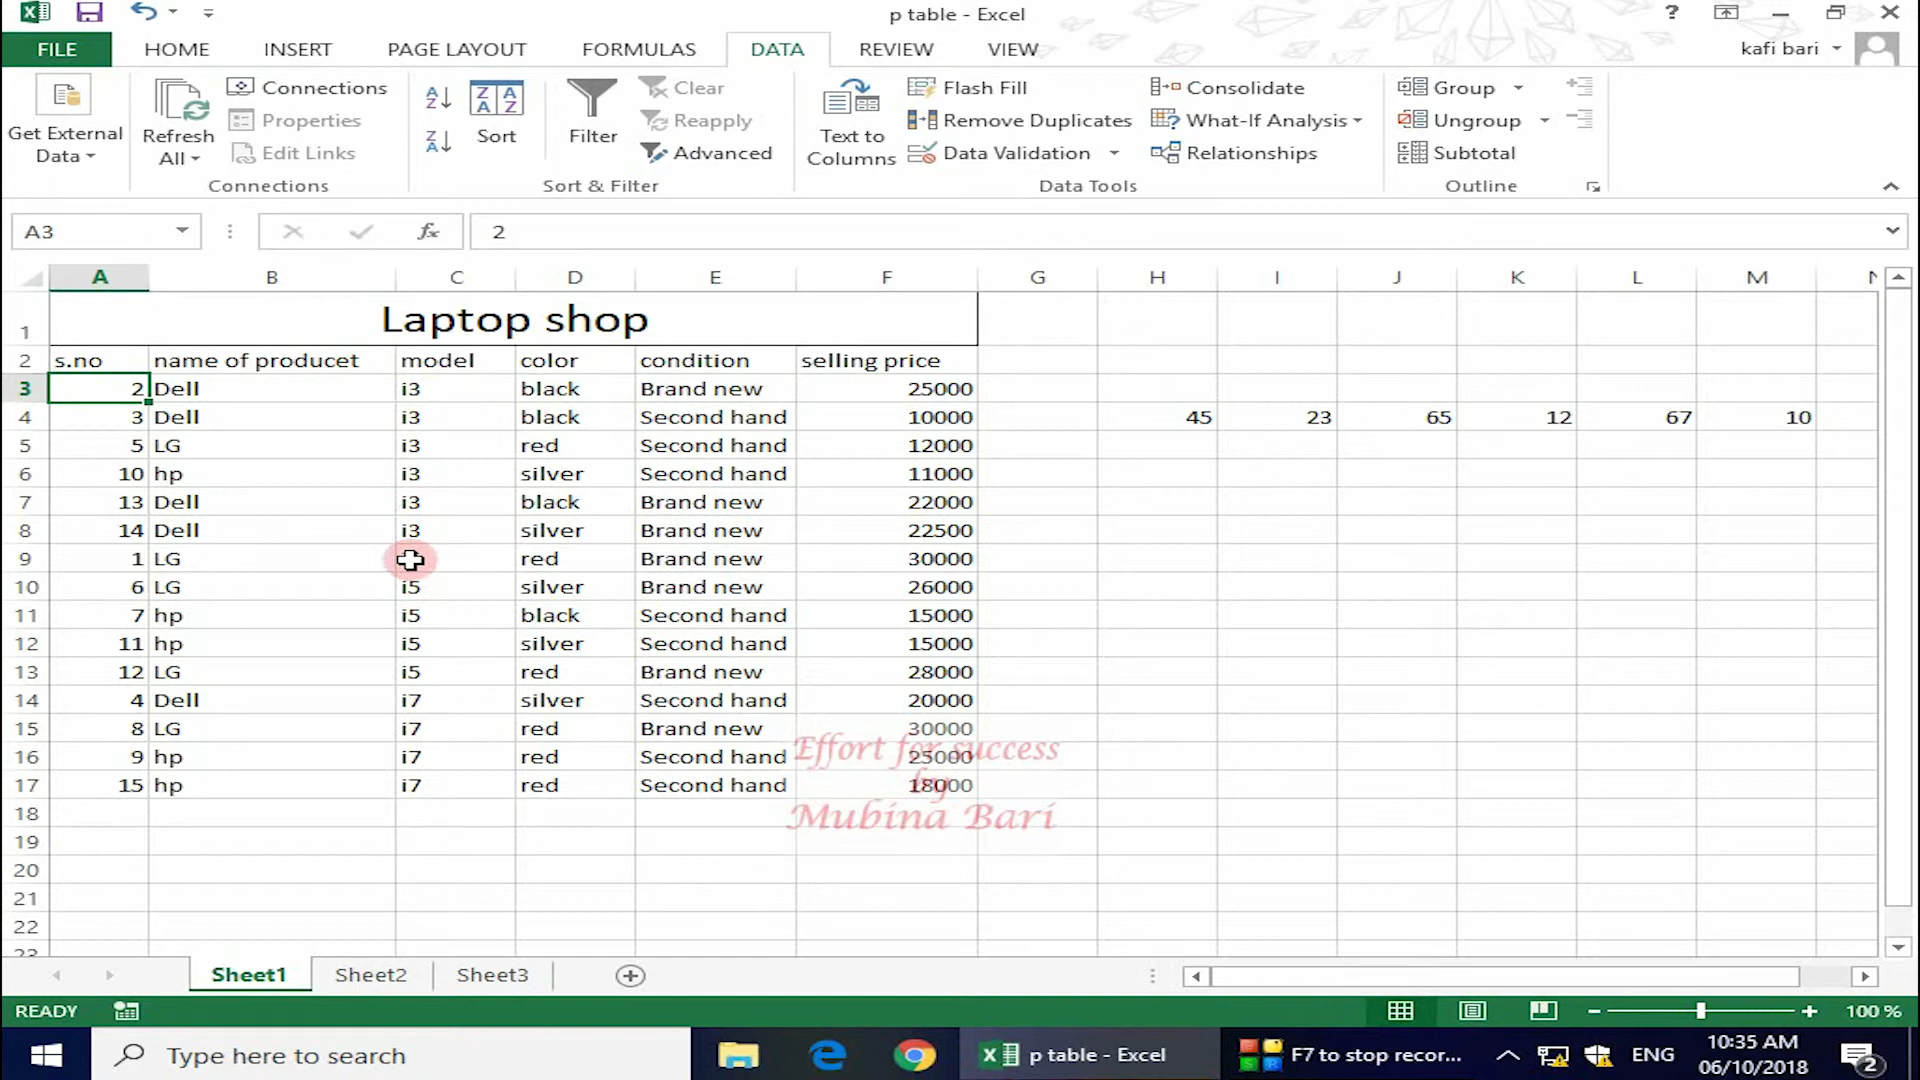 p table - Excel
?
FILE HOME INSERT PAGE LAYOUT FORMULAS DATA REVIEW VIEW kafi bari
Get External Data
Refresh All
Connections
Properties
Edit Links
Connections
Sort
Filter
Clear
Reapply
Advanced
Sort & Filter
Text to Columns
Flash Fill
Remove Duplicates
Data Validation
Consolidate
What-If Analysis
Relationships
Data Tools
Group
Ungroup
Subtotal
Outline
A3 fx 2
A B C D E F G H I J K L M N
1 Laptop shop
2 s.no name of producet model color condition selling price
3 2 Dell i3 black Brand new 25000
4 3 Dell i3 black Second hand 10000 45 23 65 12 67 10
5 5 LG i3 red Second hand 12000
6 10 hp i3 silver Second hand 11000
7 13 Dell i3 black Brand new 22000
8 14 Dell i3 silver Brand new 22500
9 1 LG red Brand new 30000
10 6 LG i5 silver Brand new 26000
11 7 hp i5 black Second hand 15000
12 11 hp i5 silver Second hand 15000
13 12 LG i5 red Brand new 28000
14 4 Dell i7 silver Second hand 20000
15 8 LG i7 red Brand new 30000
16 9 hp i7 red Second hand 25000
17 15 hp i7 red Second hand 18000
Effort for success
by
Mubina Bari
18
19
20
21
22
23
Sheet1 Sheet2 Sheet3
READY 100 %
Type here to search p table - Excel F7 to stop recor... ENG 10:35 AM
06/10/2018 2